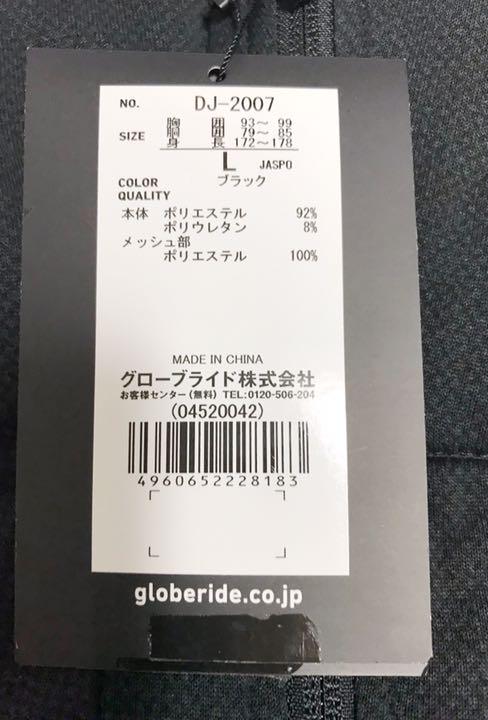 NO. DJ-2007
SIZE
胸 囲 93～ 99
胴 囲 79～ 85
身 長 172～178
L JASPO
COLOR ブラック
QUALITY
本体 ポリエステル 92%
ポリウレタン 8%
メッシュ部
ポリエステル 100%
MADE IN CHINA
グローブライド株式会社
お客様センター(無料) TEL:0120-506-204
(04520042)
4960652228183
globeride.co.jp